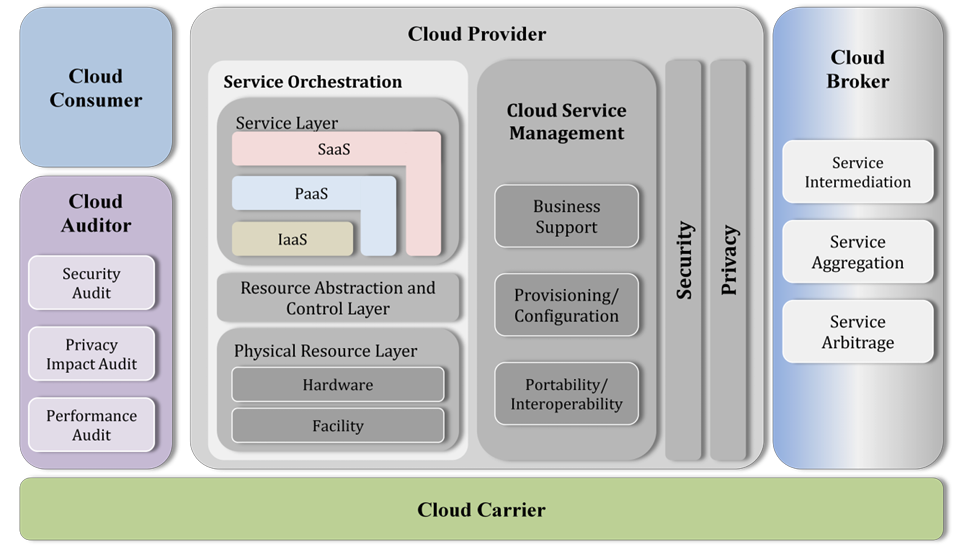 Cloud
Consumer
Cloud
Auditor
Security
Audit
Privacy
Impact Audit
Performance
Audit
Cloud Provider
Service Orchestration
Service Layer
SaaS
PaaS
IaaS
Resource Abstraction and
Control Layer
Physical Resource Layer
Hardware
Facility
Cloud Service
Management
Business
Support
Provisioning/
Configuration
Portability/
Interoperability
Security
Privacy
Cloud
Broker
Service
Intermediation
Service
Aggregation
Service
Arbitrage
Cloud Carrier